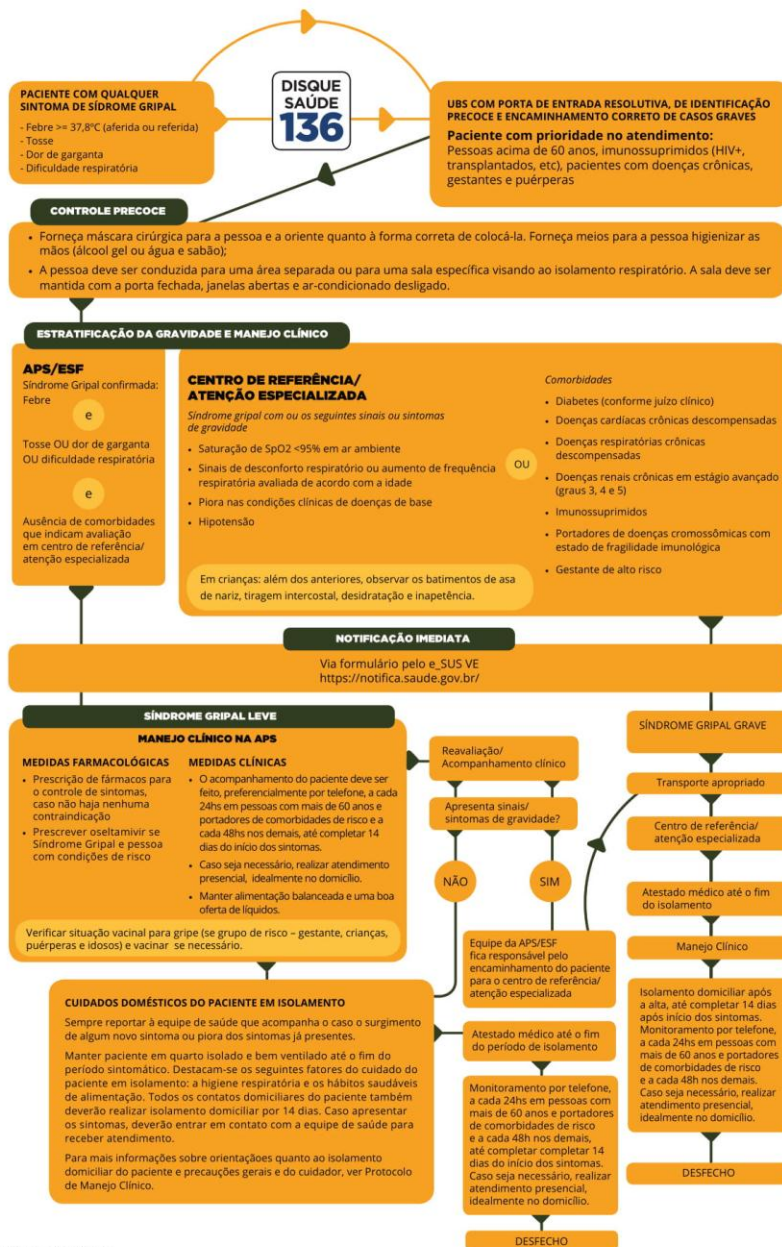 PACIENTE COM QUALQUER
SINTOMA DE SÍDROME GRIPAL
- Febre >= 37,8ºC (aferida ou referida)
- Tosse
- Dor de garganta
- Dificuldade respiratória
DISQUE
SAÚDE
136
UBS COM PORTA DE ENTRADA RESOLUTIVA, DE IDENTIFICAÇÃO
PRECOCE E ENCAMINHAMENTO CORRETO DE CASOS GRAVES
Paciente com prioridade no atendimento:
Pessoas acima de 60 anos, imunossuprimidos (HIV+,
transplantados, etc), pacientes com doenças crônicas,
gestantes e puérperas
CONTROLE PRECOCE
• Forneça máscara cirúrgica para a pessoa e a oriente quanto à forma correta de colocá-la. Forneça meios para a pessoa higienizar as
mãos (álcool gel ou água e sabão);
• A pessoa deve ser conduzida para uma área separada ou para uma sala específica visando ao isolamento respiratório. A sala deve ser
mantida com a porta fechada, janelas abertas e ar-condicionado desligado.
ESTRATIFICAÇÃO DA GRAVIDADE E MANEJO CLÍNICO
APS/ESF
Síndrome Gripal confirmada:
Febre
e
Tosse OU dor de garganta
OU dificuldade respiratória
e
Ausência de comorbidades
que indicam avaliação
em centro de referência/
atenção especializada
CENTRO DE REFERÊNCIA/
ATENÇÃO ESPECIALIZADA
Síndrome gripal com ou os seguintes sinais ou sintomas
de gravidade
• Saturação de SpO2 <95% em ar ambiente
• Sinais de desconforto respiratório ou aumento de frequência
respiratória avaliada de acordo com a idade
• Piora nas condições clínicas de doenças de base
• Hipotensão
OU
Comorbidades
• Diabetes (conforme juízo clínico)
• Doenças cardíacas crônicas descompensadas
• Doenças respiratórias crônicas
descompensadas
• Doenças renais crônicas em estágio avançado
(graus 3, 4 e 5)
• Imunossuprimidos
• Portadores de doenças cromossômicas com
estado de fragilidade imunológica
• Gestante de alto risco
Em crianças: além dos anteriores, observar os batimentos de asa
de nariz, tiragem intercostal, desidratação e inapetência.
NOTIFICAÇÃO IMEDIATA
Via formulário pelo e_SUS VE
https://notifica.saude.gov.br/
SÍNDROME GRIPAL LEVE
MANEJO CLÍNICO NA APS
MEDIDAS FARMACOLÓGICAS
• Prescrição de fármacos para
o controle de sintomas,
caso não haja nenhuma
contraindicação
• Prescrever oseltamivir se
Síndrome Gripal e pessoa
com condições de risco
MEDIDAS CLÍNICAS
• O acompanhamento do paciente deve ser
feito, preferencialmente por telefone, a cada
24hs em pessoas com mais de 60 anos e
portadores de comorbidades de risco e a
cada 48hs nos demais, até completar 14
dias do início dos sintomas.
• Caso seja necessário, realizar atendimento
presencial, idealmente no domicílio.
• Manter alimentação balanceada e uma boa
oferta de líquidos.
Verificar situação vacinal para gripe (se grupo de risco – gestante, crianças,
puérperas e idosos) e vacinar se necessário.
Reavaliação/
Acompanhamento clínico
Apresenta sinais/
sintomas de gravidade?
NÃO
SIM
Equipe da APS/ESF
fica responsável pelo
encaminhamento do paciente
para o centro de referência/
atenção especializada
SÍNDROME GRIPAL GRAVE
Transporte apropriado
Centro de referência/
atenção especializada
Atestado médico até o fim
do isolamento
Manejo Clínico
Isolamento domiciliar após
a alta, até completar 14 dias
após início dos sintomas.
Monitoramento por telefone,
a cada 24hs em pessoas com
mais de 60 anos e portadores
de comorbidades de risco
e a cada 48h nos demais.
Caso seja necessário, realizar
atendimento presencial,
idealmente no domicílio.
DESFECHO
CUIDADOS DOMÉSTICOS DO PACIENTE EM ISOLAMENTO
Sempre reportar à equipe de saúde que acompanha o caso o surgimento
de algum novo sintoma ou piora dos sintomas já presentes.
Manter paciente em quarto isolado e bem ventilado até o fim do
período sintomático. Destacam-se os seguintes fatores do cuidado do
paciente em isolamento: a higiene respiratória e os hábitos saudáveis
de alimentação. Todos os contatos domiciliares do paciente também
deverão realizar isolamento domiciliar por 14 dias. Caso apresentar
os sintomas, deverão entrar em contato com a equipe de saúde para
receber atendimento.
Para mais informações sobre orientaçãoes quanto ao isolamento
domiciliar do paciente e precauções gerais e do cuidador, ver Protocolo
de Manejo Clínico.
Atestado médico até o fim
do período de isolamento
Monitoramento por telefone,
a cada 24hs em pessoas com
mais de 60 anos e portadores
de comorbidades de risco
e a cada 48h nos demais,
até completar completar 14
dias do início dos sintomas.
Caso seja necessário, realizar
atendimento presencial,
idealmente no domicílio.
DESFECHO